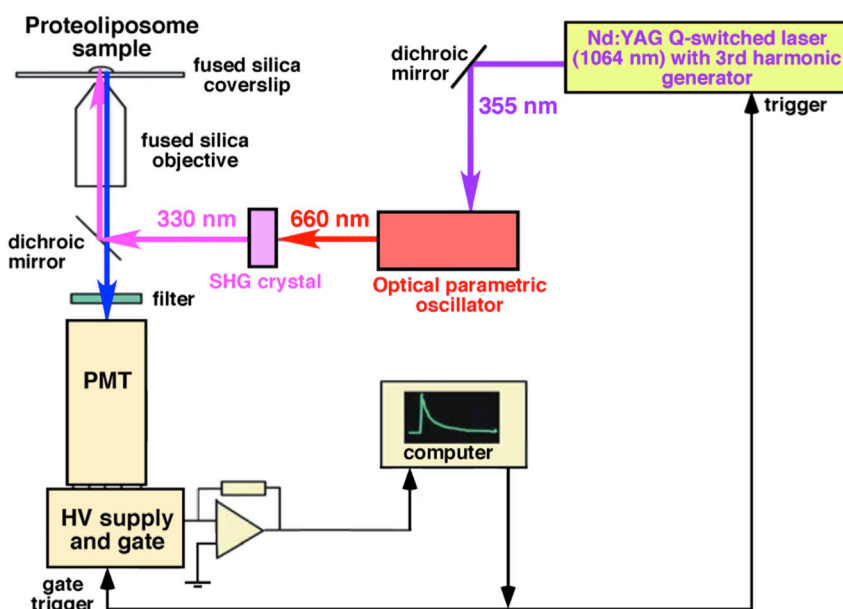 Proteoliposome
sample
fused silica
coverslip
fused silica
objective
dichroic
mirror
Nd:YAG Q-switched laser
(1064 nm) with 3rd harmonic
generator
trigger
355 nm
330 nm
660 nm
dichroic
mirror
SHG crystal
Optical parametric
oscillator
filter
PMT
computer
HV supply
and gate
gate
trigger